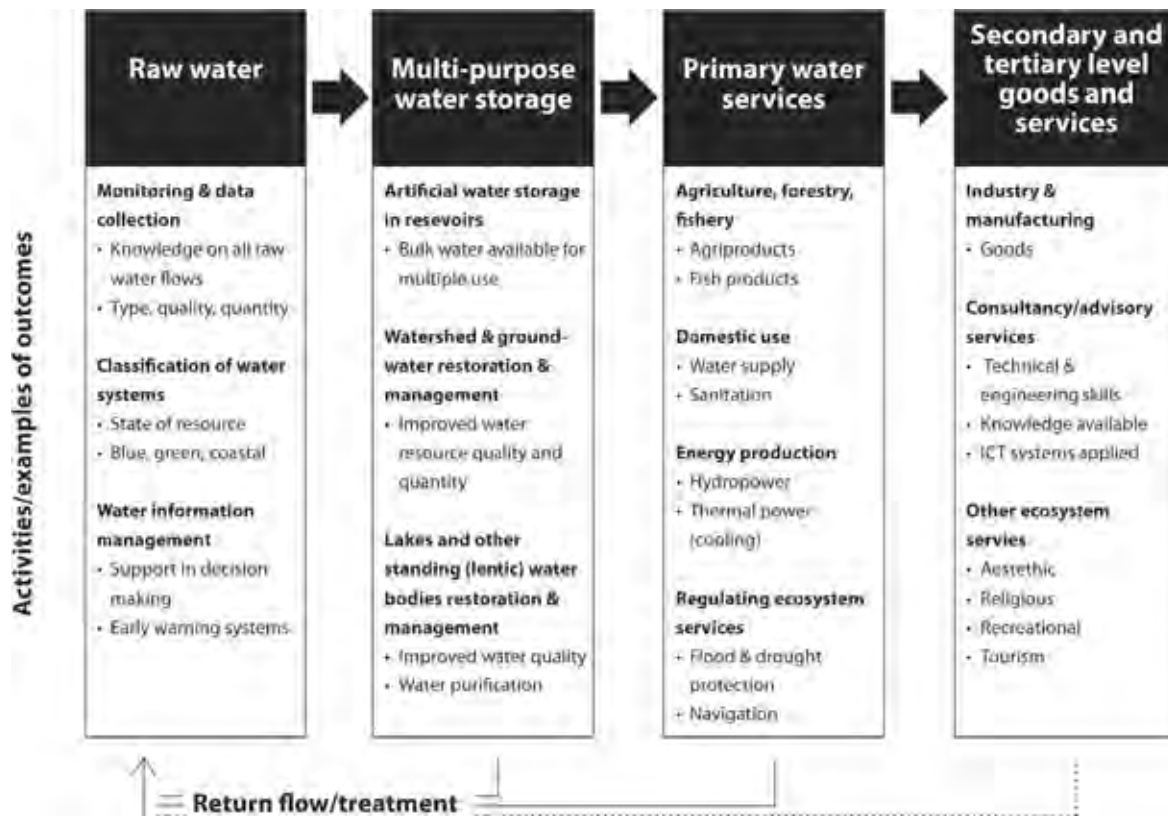 Raw water
Multi-purpose
water storage
Primary water
services
Secondary and
tertiary level
goods and
services
Activities/examples of outcomes
Monitoring & data
collection
• Knowledge on all raw
water flows
• Type, quality, quantity
Classification of water
systems
• State of resource
• Blue, green, coastal
Water information
management
• Support in decision
making
• Early warning systems
Artificial water storage
in resevoirs
• Bulk water available for
multiple use
Watershed & ground-
water restoration &
management
• Improved water
resource quality and
quantity
Lakes and other
standing (lentic) water
bodies restoration &
management
• Improved water quality
• Water purification
Agriculture, forestry,
fishery
• Agriproducts
• Fish products
Domestic use
• Water supply
• Sanitation
Energy production
• Hydropower
• Thermal power
(cooling)
Regulating ecosystem
services
• Flood & drought
protection
• Navigation
Industry &
manufacturing
• Goods
Consultancy/advisory
services
• Technical &
engineering skills
• Knowledge available
• ICT systems applied
Other ecosystem
servies
• Aestethic
• Religious
• Recreational
• Tourism
Return flow/treatment